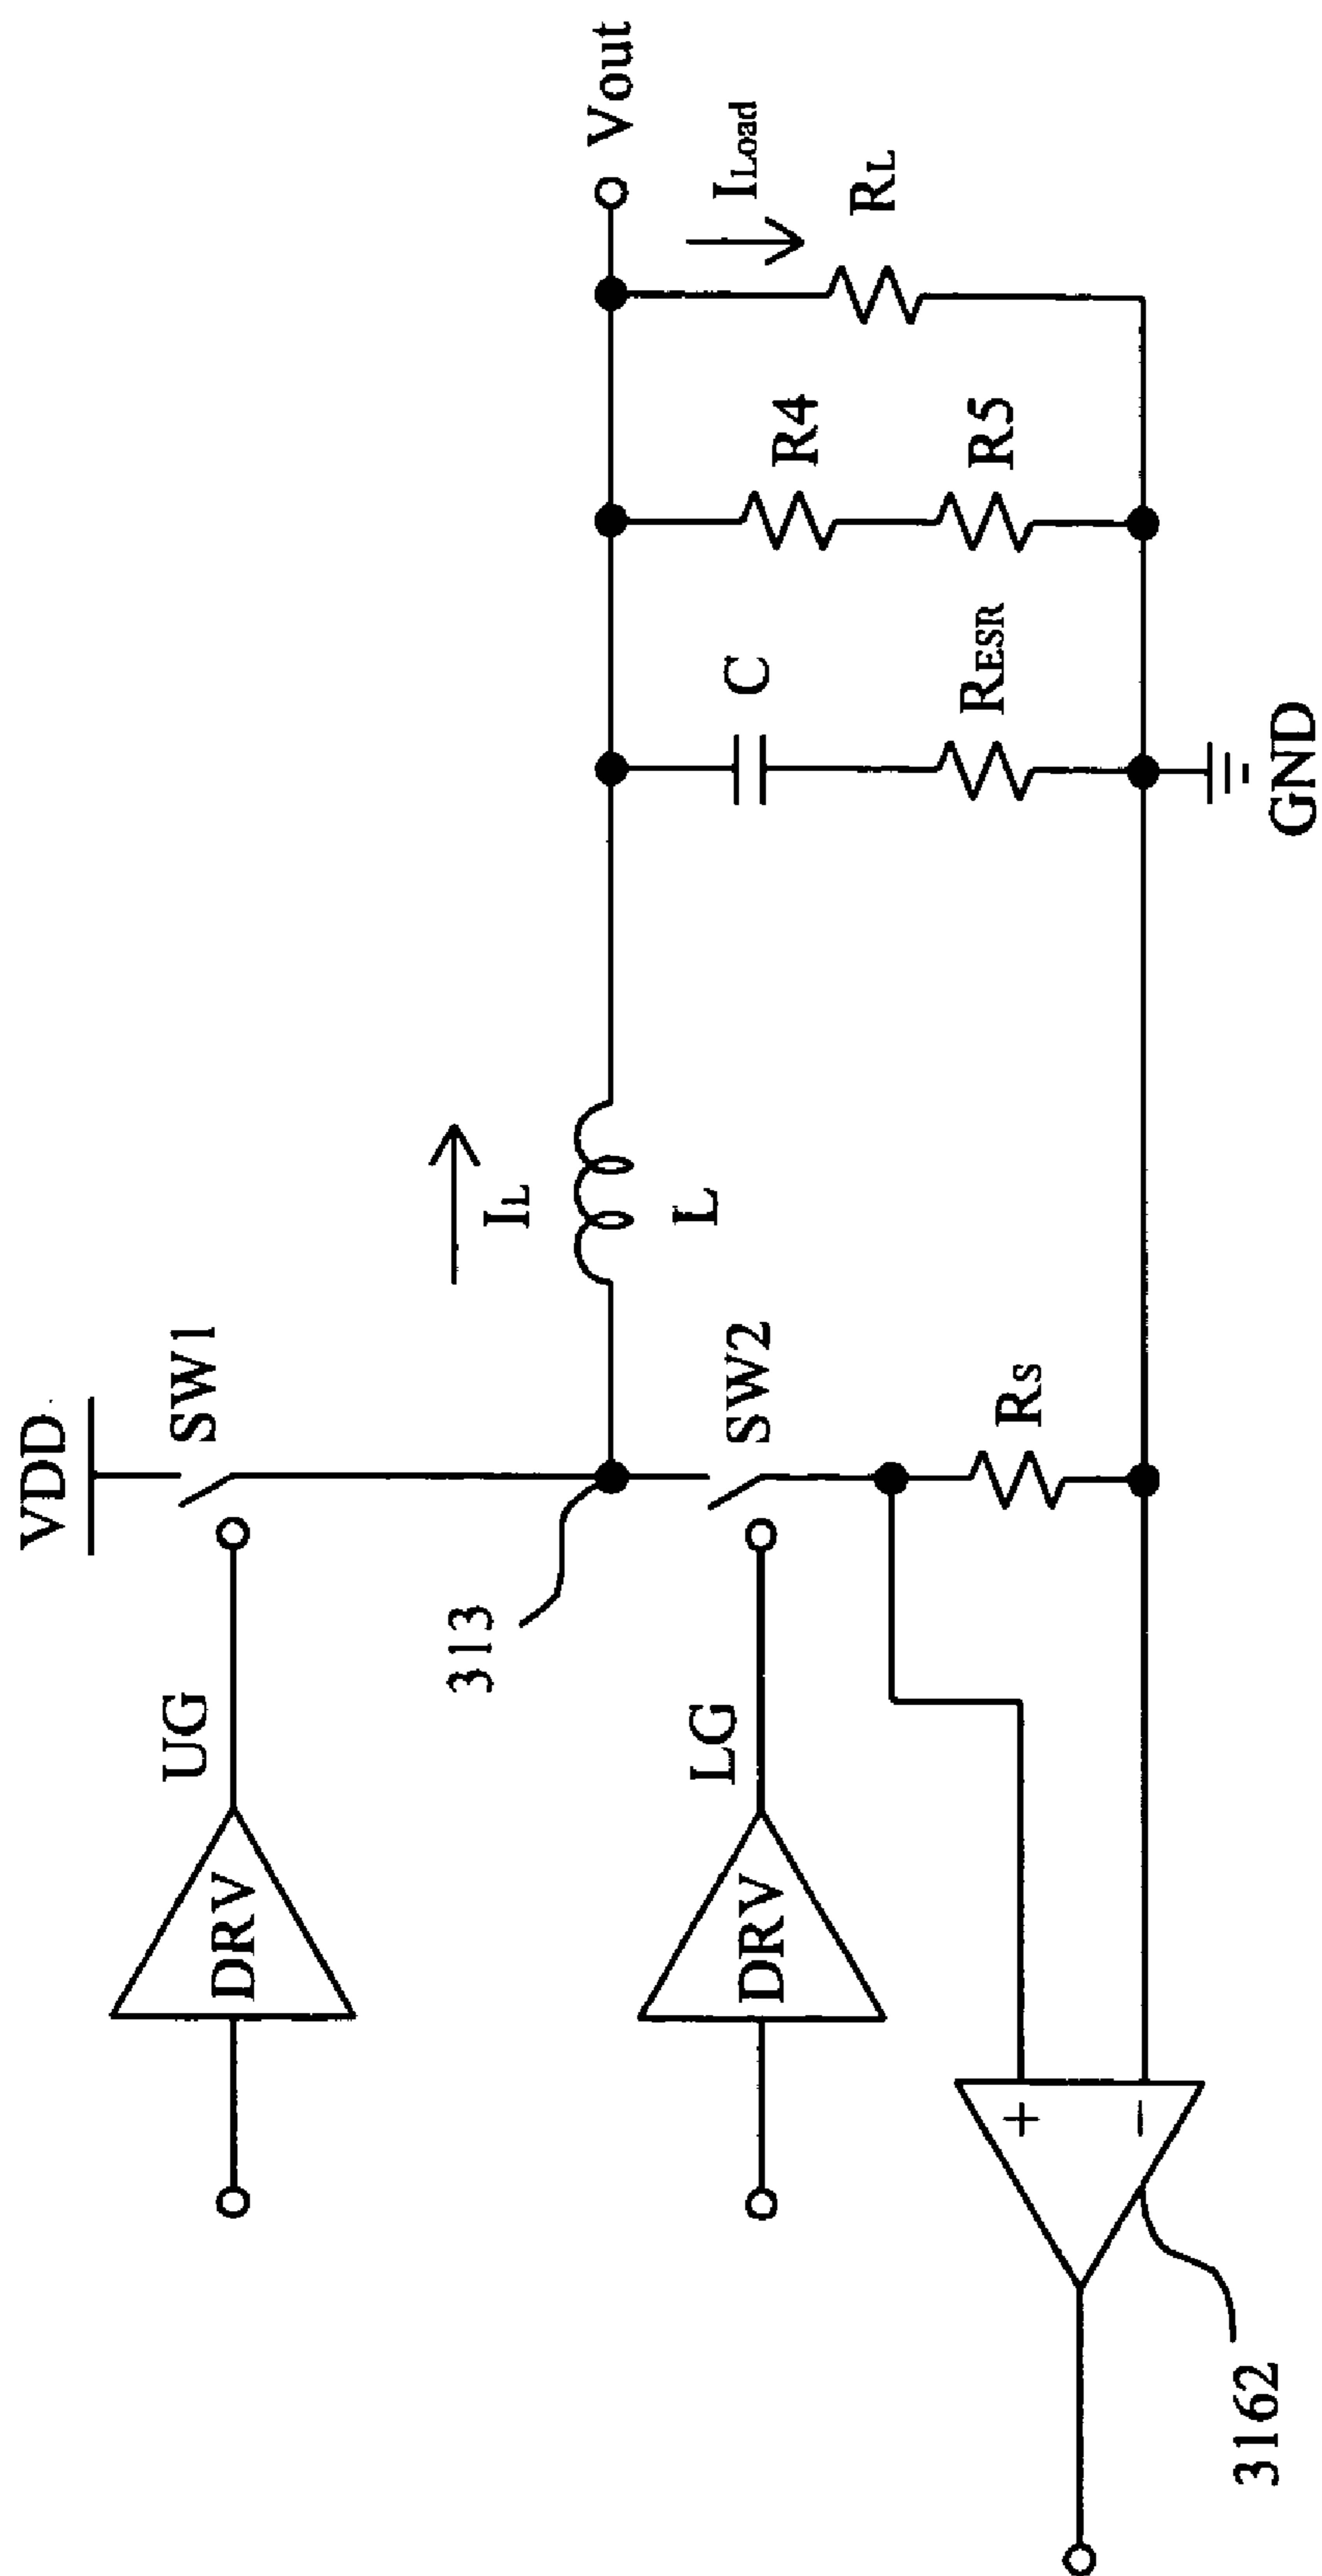 VDD
SW1
UG
DRV
313
IL
L
Vout
ILoad
RL
R4
R5
C
RESR
GND
SW2
LG
DRV
RS
+
−
3162